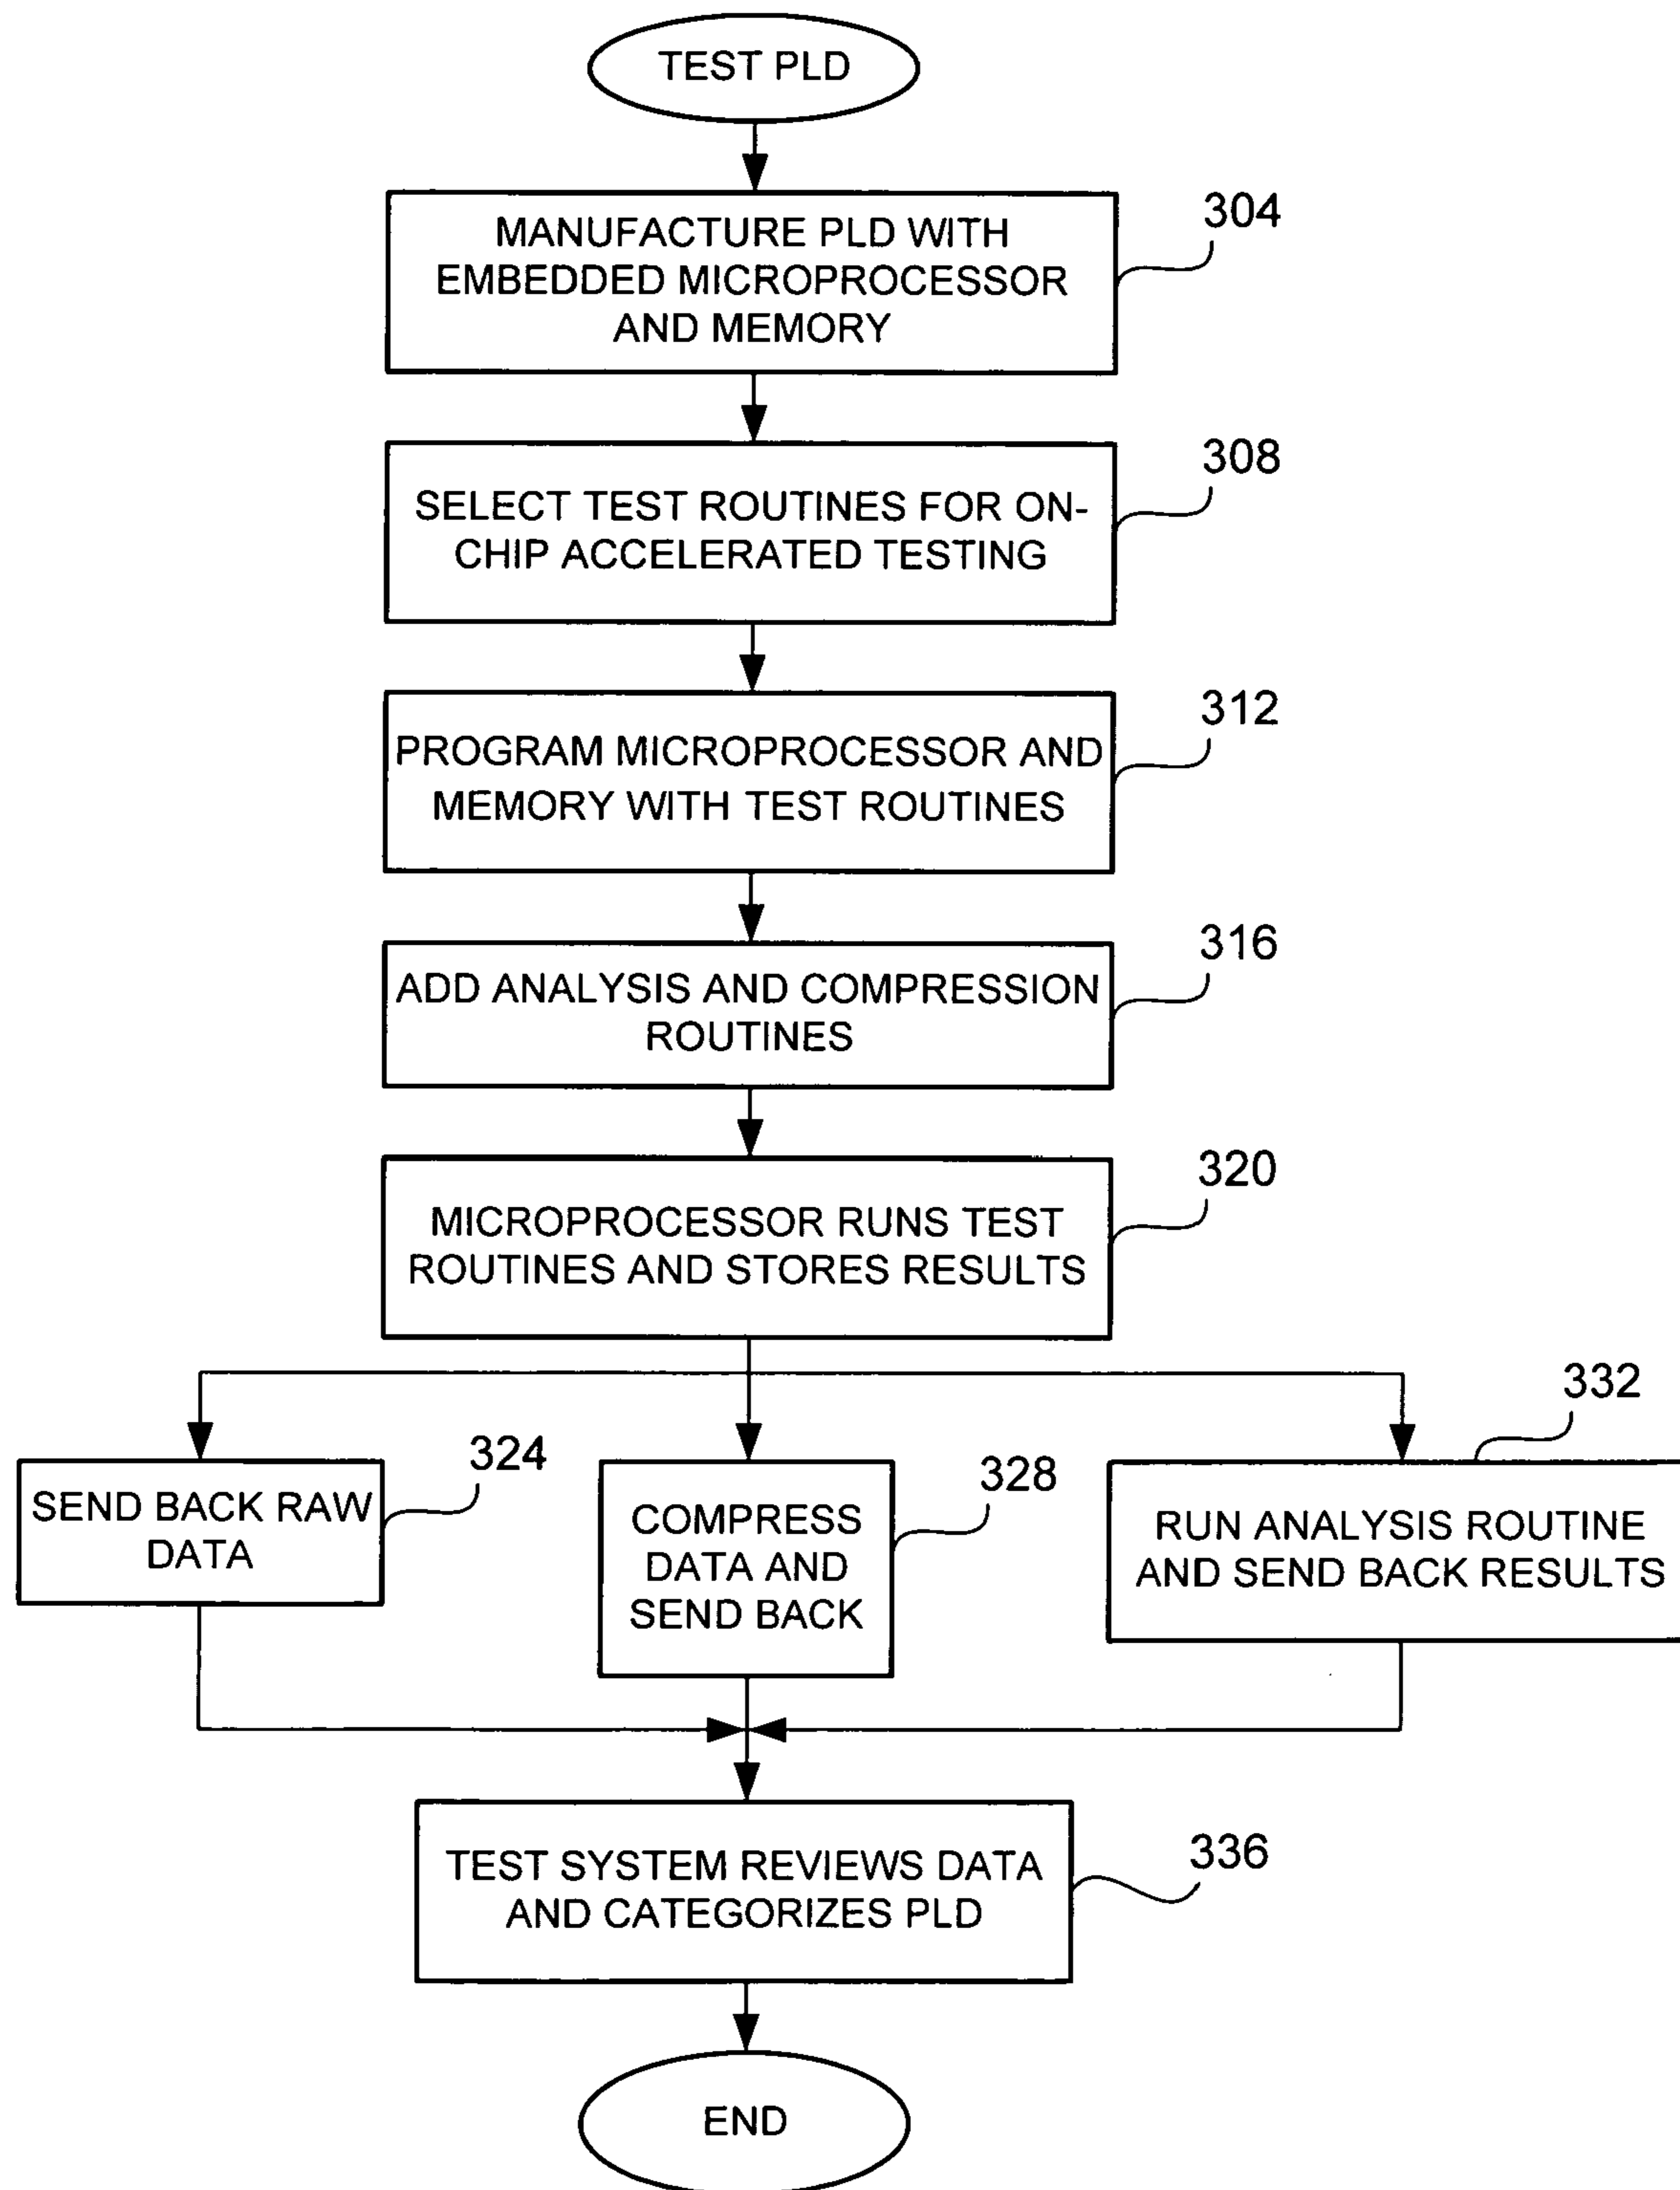 TEST PLD
MANUFACTURE PLD WITH
EMBEDDED MICROPROCESSOR
AND MEMORY
304
SELECT TEST ROUTINES FOR ON-
CHIP ACCELERATED TESTING
308
PROGRAM MICROPROCESSOR AND
MEMORY WITH TEST ROUTINES
312
ADD ANALYSIS AND COMPRESSION
ROUTINES
316
MICROPROCESSOR RUNS TEST
ROUTINES AND STORES RESULTS
320
SEND BACK RAW
DATA
324
COMPRESS
DATA AND
SEND BACK
328
RUN ANALYSIS ROUTINE
AND SEND BACK RESULTS
332
TEST SYSTEM REVIEWS DATA
AND CATEGORIZES PLD
336
END